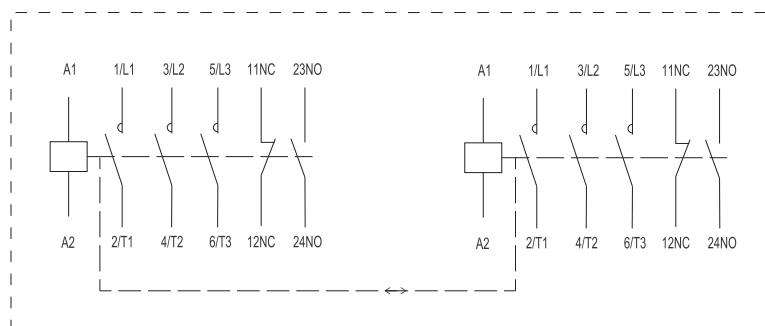 A1 1/L1 3/L2 5/L3 11NC 23NO A1 1/L1 3/L2 5/L3 11NC 23NO
A2 2/T1 4/T2 6/T3 12NC 24NO A2 2/T1 4/T2 6/T3 12NC 24NO